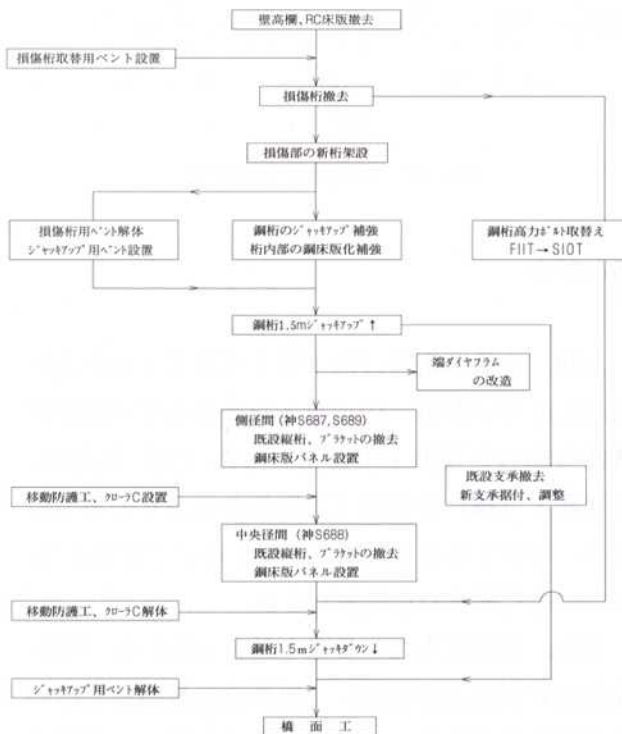 壁高欄、RC床版撤去
損傷桁取替用ベント設置
損傷桁撤去
損傷部の新桁架設
損傷桁用ベント解体
ジャッキアップ用ベント設置
鋼桁のジャッキアップ補強
桁内部の鋼床版化補強
鋼桁高力ボルト取替え
F11T→S10T
鋼桁1.5mジャッキアップ↑
端ダイヤフラム
の改造
側径間(神S687,S689)
既設縦桁、ブラケットの撤去
鋼床版パネル設置
既設支承撤去
新支承据付、調整
移動防護工、クローラC設置
中央径間(神S688)
既設縦桁、ブラケットの撤去
鋼床版パネル設置
移動防護工、クローラC解体
鋼桁1.5mジャッキダウン↓
ジャッキアップ用ベント解体
橋面工